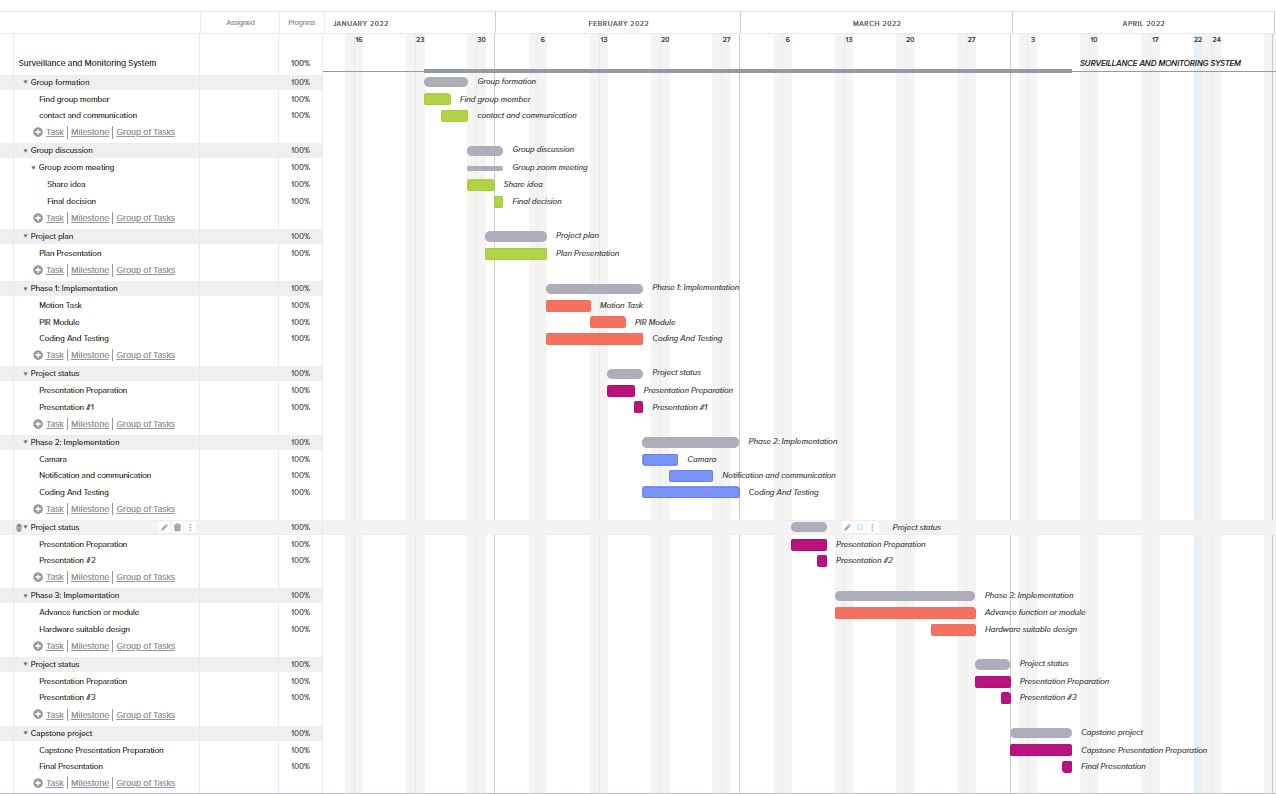 Assigned Progress JANUARY 2022 FEBRUARY 2022 MARCH 2022 APRIL 2022
16 23 30 6 13 20 27 6 13 20 27 3 10 17 22 24
Surveillance and Monitoring System 100% SURVEILLANCE AND MONITORING SYSTEM
Group formation 100% Group formation
Find group member 100% Find group member
contact and communication 100% contact and communication
Task | Milestone | Group of Tasks
Group discussion 100% Group discussion
Group zoom meeting 100% Group zoom meeting
Share idea 100% Share idea
Final decision 100% Final decision
Task | Milestone | Group of Tasks
Project plan 100% Project plan
Plan Presentation 100% Plan Presentation
Task | Milestone | Group of Tasks
Phase 1: Implementation 100% Phase 1: Implementation
Motion Task 100% Motion Task
PIR Module 100% PIR Module
Coding And Testing 100% Coding And Testing
Task | Milestone | Group of Tasks
Project status 100% Project status
Presentation Preparation 100% Presentation Preparation
Presentation #1 100% Presentation #1
Task | Milestone | Group of Tasks
Phase 2: Implementation 100% Phase 2: Implementation
Camara 100% Camara
Notification and communication 100% Notification and communication
Coding And Testing 100% Coding And Testing
Task | Milestone | Group of Tasks
Project status 100% Project status
Presentation Preparation 100% Presentation Preparation
Presentation #2 100% Presentation #2
Task | Milestone | Group of Tasks
Phase 3: Implementation 100% Phase 3: Implementation
Advance function or module 100% Advance function or module
Hardware suitable design 100% Hardware suitable design
Task | Milestone | Group of Tasks
Project status 100% Project status
Presentation Preparation 100% Presentation Preparation
Presentation #3 100% Presentation #3
Task | Milestone | Group of Tasks
Capstone project 100% Capstone project
Capstone Presentation Preparation 100% Capstone Presentation Preparation
Final Presentation 100% Final Presentation
Task | Milestone | Group of Tasks